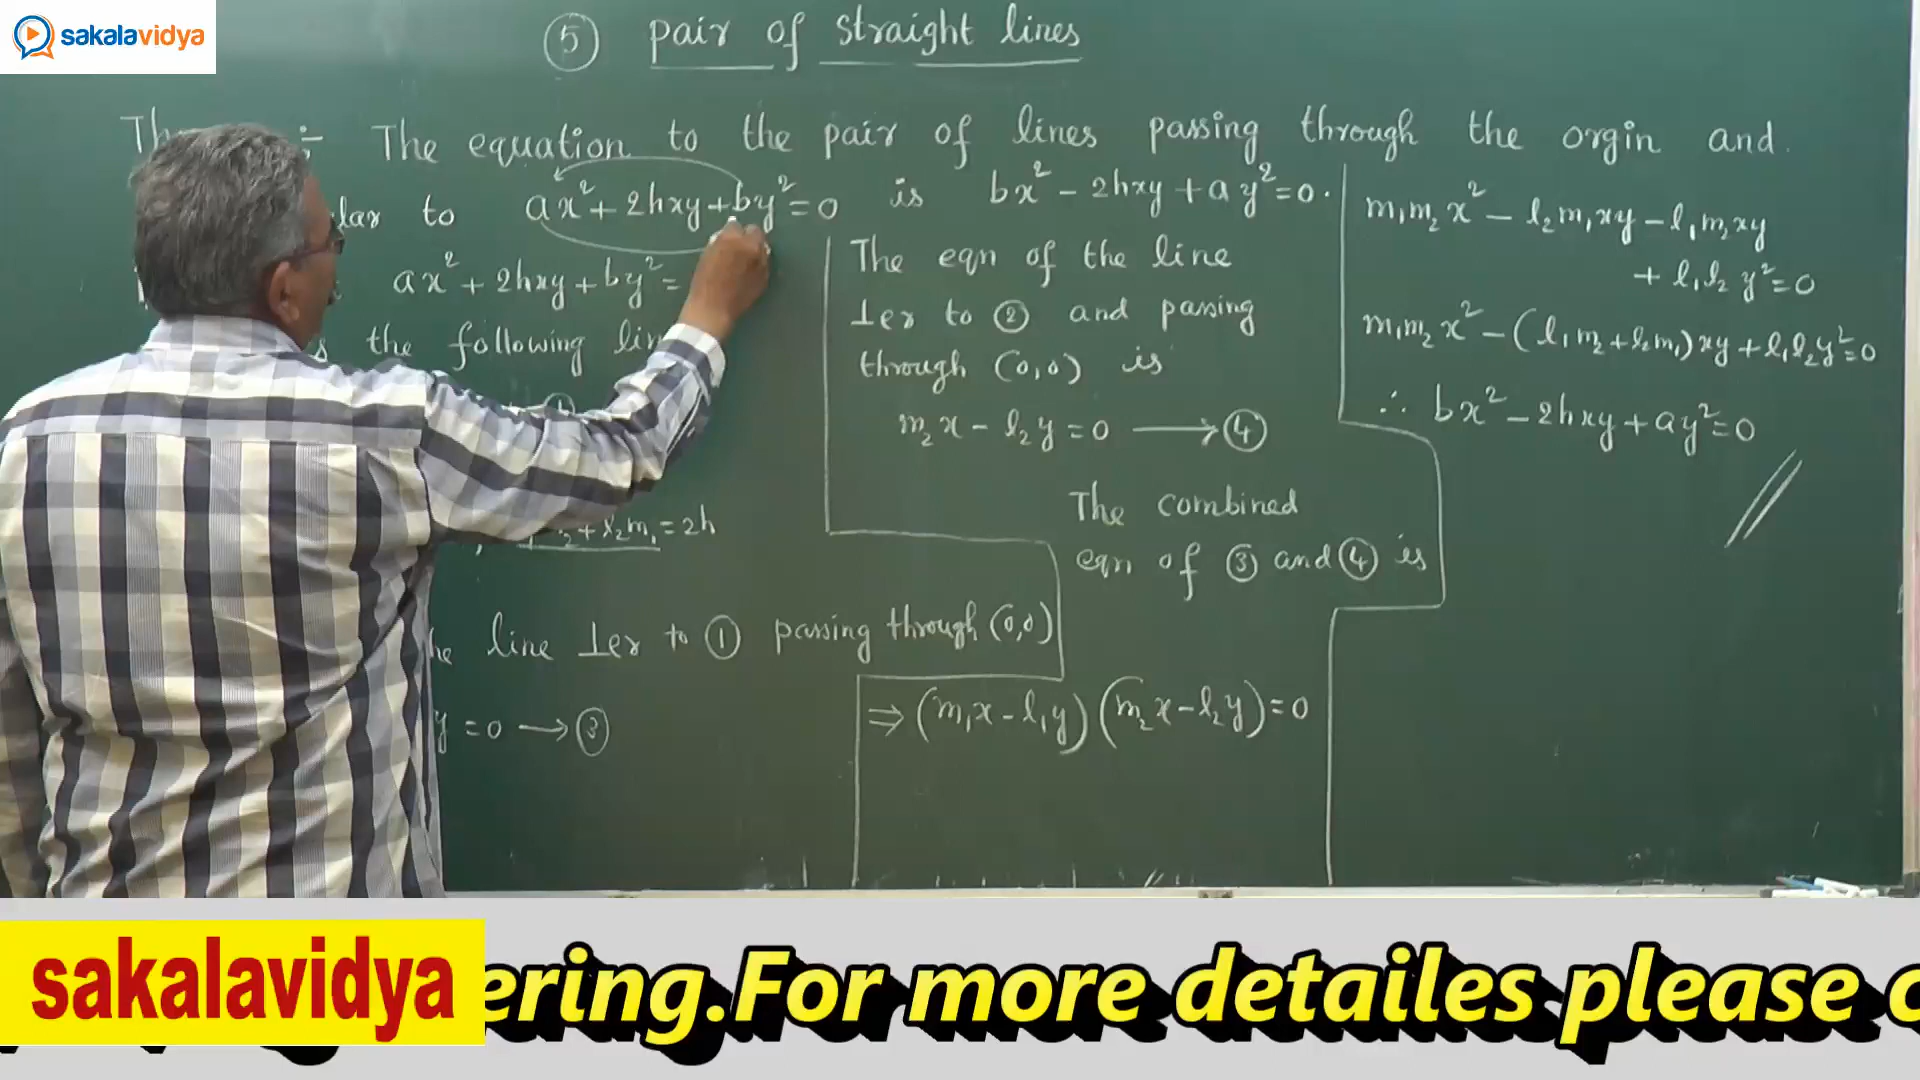 sakalavidya
5 pair of straight lines
:- The equation to the pair of lines passing through the orgin and.
lar to ax² + 2hxy + by² = 0 is bx² - 2hxy + ay² = 0.
ax² + 2hxy + by² =
the following
+ l₂m₁ = 2h
he line ⊥er to ① passing through (0,0)
y = 0 → ③
The eqn of the line
⊥er to ② and passing
through (0,0) is
m₂x - l₂y = 0 → ④
The combined
eqn of ③ and ④ is
⇒ (m₁x - l₁y) (m₂x - l₂y) = 0
m₁m₂x² - l₂m₁xy - l₁m₂xy
+ l₁l₂y² = 0
m₁m₂x² - (l₁m₂ + l₂m₁)xy + l₁l₂y² = 0
∴ bx² - 2hxy + ay² = 0
sakalavidya
ering.For more detailes please